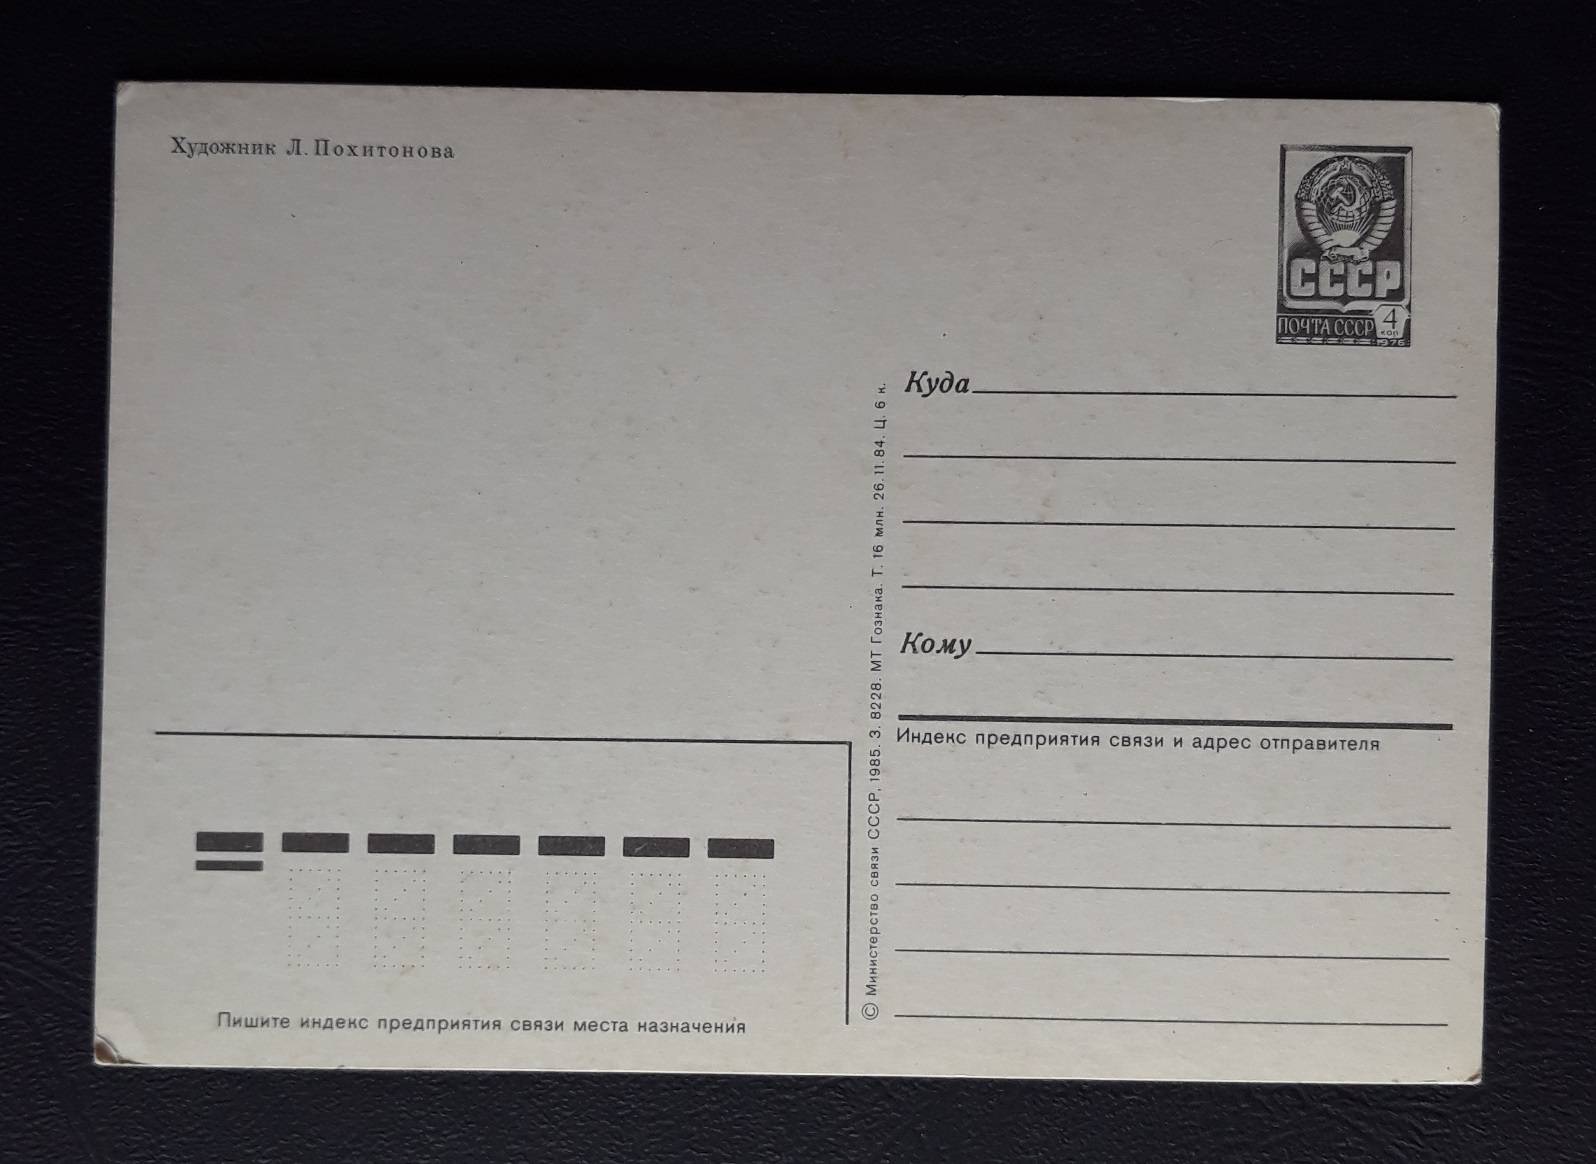 Художник Л. Похитонова
СССР
ПОЧТА СССР 4 коп
1976
Куда
Кому
Индекс предприятия связи и адрес отправителя
© Министерство связи СССР, 1985. З. 8228. МТ Гознака. Т. 16 млн. 26.11.84. Ц. 6 к.
Пишите индекс предприятия связи места назначения